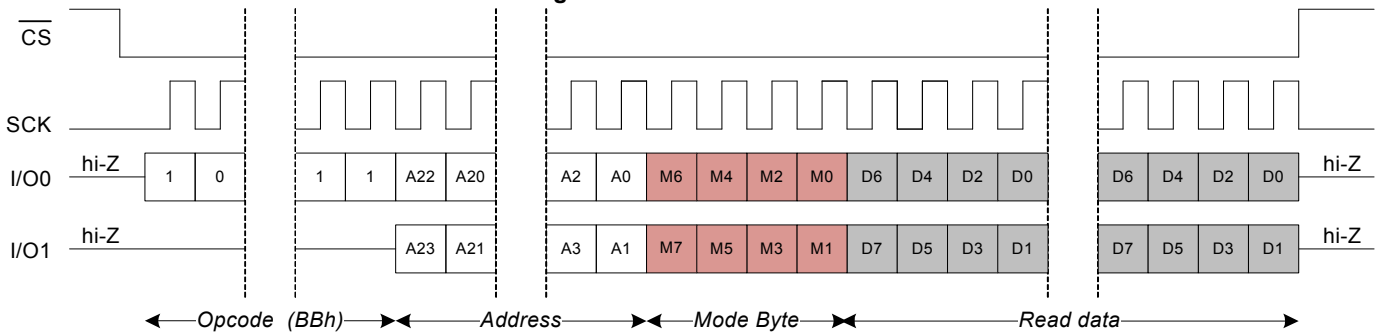 g
CS
SCK
hi-Z 1 0 1 1 A22 A20 A2 A0 M6 M4 M2 M0 D6 D4 D2 D0 D6 D4 D2 D0 hi-Z
I/O0
hi-Z A23 A21 A3 A1 M7 M5 M3 M1 D7 D5 D3 D1 D7 D5 D3 D1 hi-Z
I/O1
Opcode (BBh) Address Mode Byte Read data